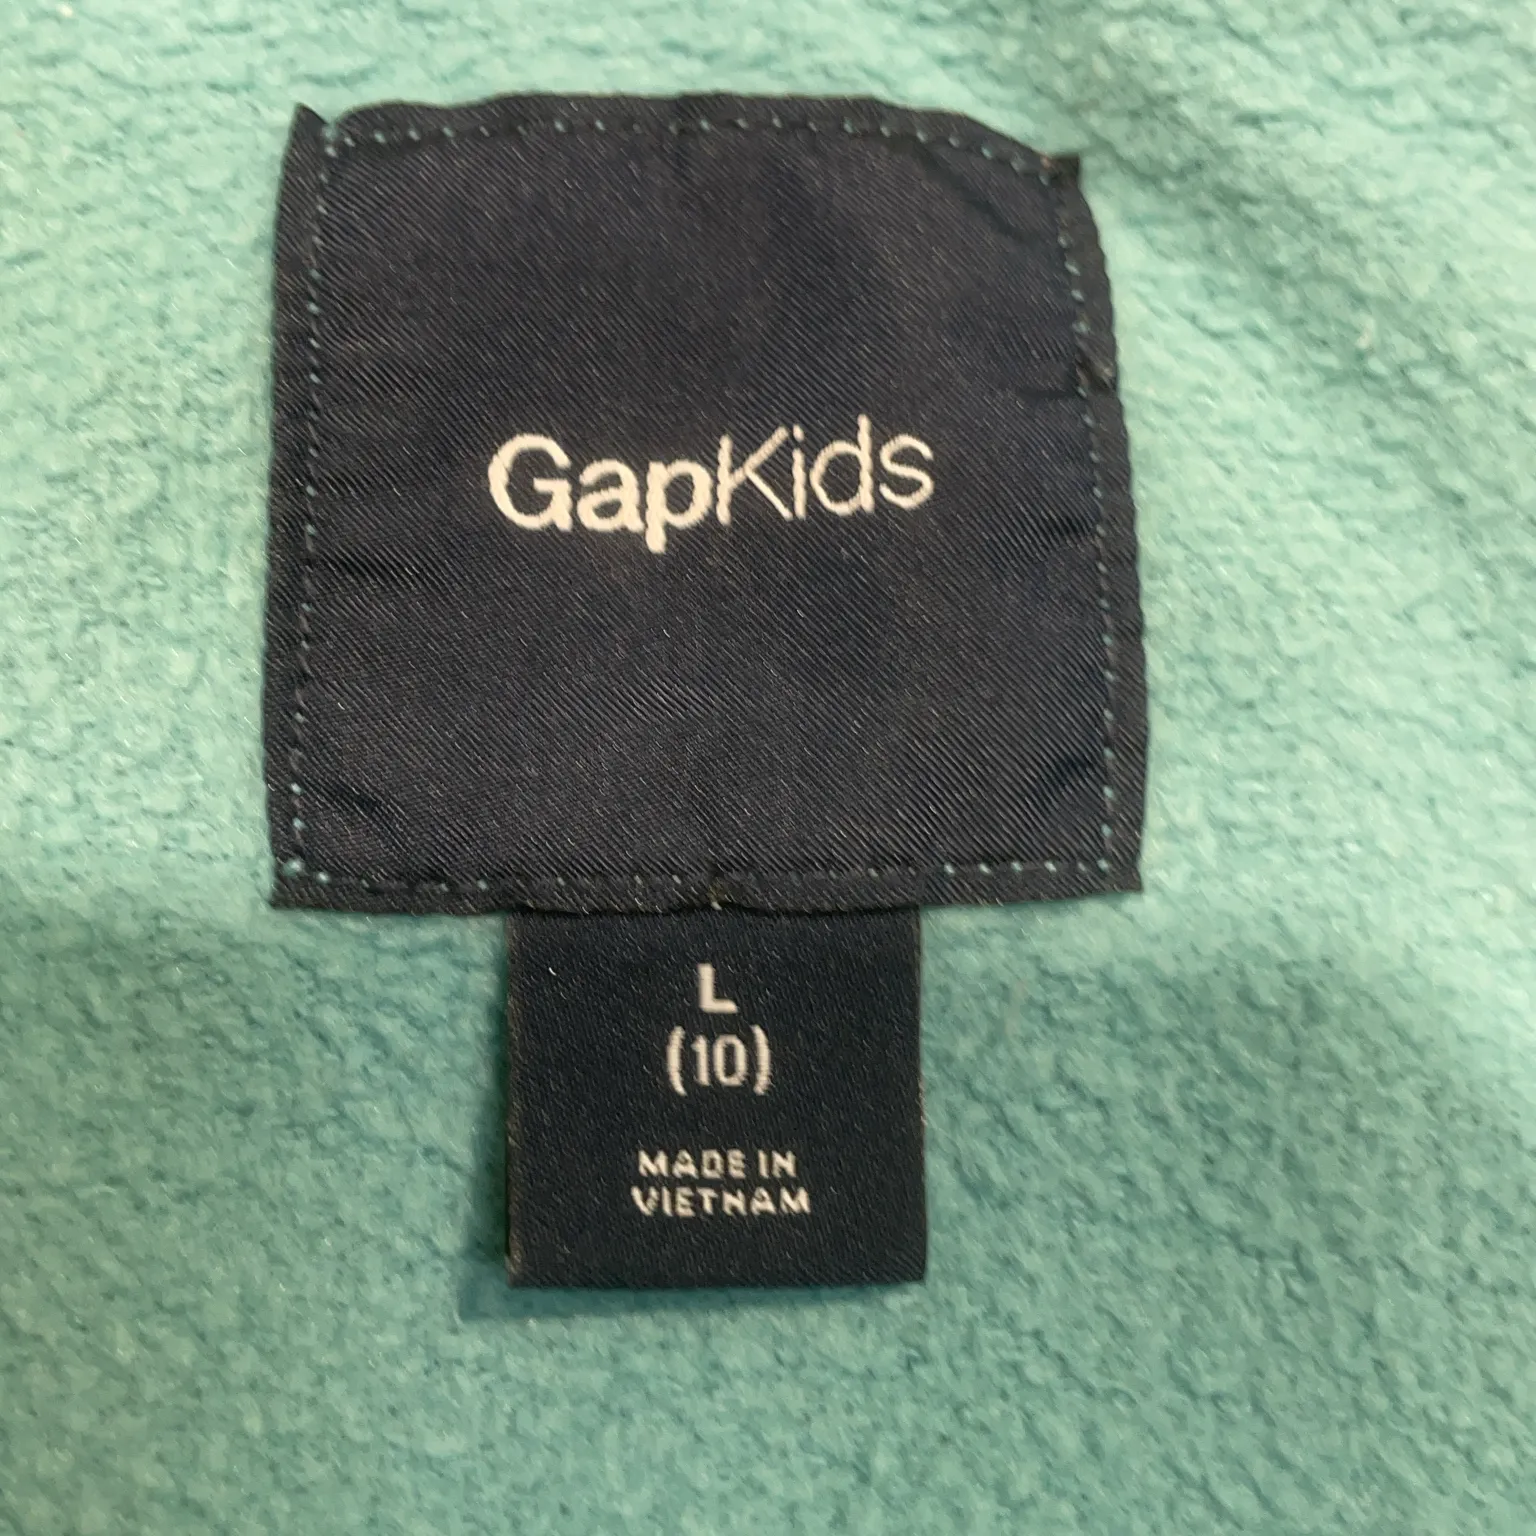 GapKids
L
(10)
MADE IN
VIETNAM